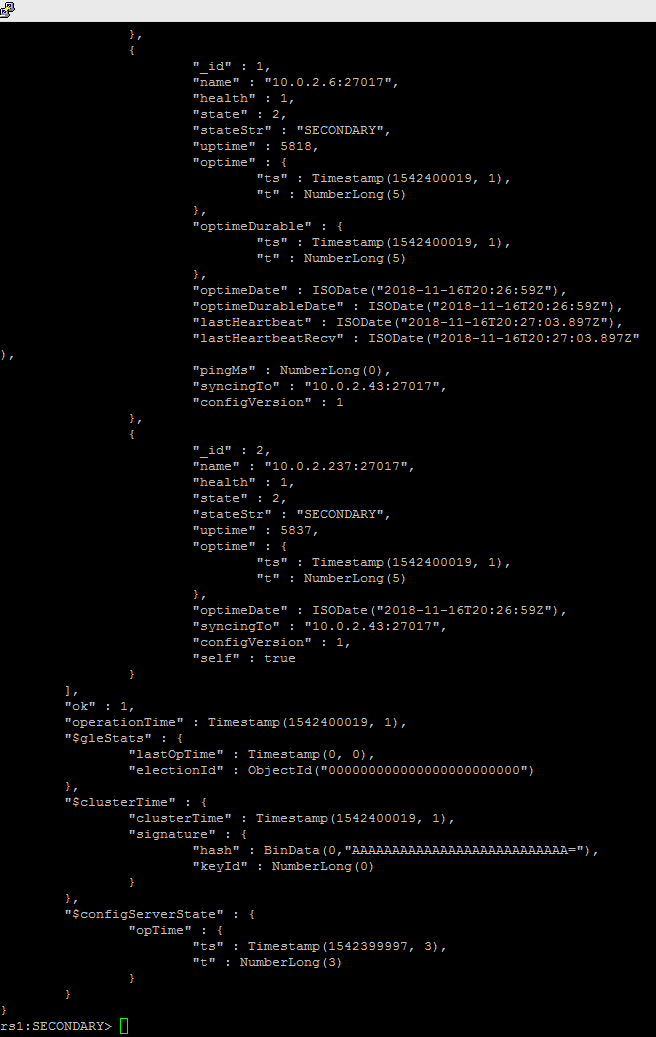 },
                {
                        "_id" : 1,
                        "name" : "10.0.2.6:27017",
                        "health" : 1,
                        "state" : 2,
                        "stateStr" : "SECONDARY",
                        "uptime" : 5818,
                        "optime" : {
                                "ts" : Timestamp(1542400019, 1),
                                "t" : NumberLong(5)
                        },
                        "optimeDurable" : {
                                "ts" : Timestamp(1542400019, 1),
                                "t" : NumberLong(5)
                        },
                        "optimeDate" : ISODate("2018-11-16T20:26:59Z"),
                        "optimeDurableDate" : ISODate("2018-11-16T20:26:59Z"),
                        "lastHeartbeat" : ISODate("2018-11-16T20:27:03.897Z"),
                        "lastHeartbeatRecv" : ISODate("2018-11-16T20:27:03.897Z"
),
                        "pingMs" : NumberLong(0),
                        "syncingTo" : "10.0.2.43:27017",
                        "configVersion" : 1
                },
                {
                        "_id" : 2,
                        "name" : "10.0.2.237:27017",
                        "health" : 1,
                        "state" : 2,
                        "stateStr" : "SECONDARY",
                        "uptime" : 5837,
                        "optime" : {
                                "ts" : Timestamp(1542400019, 1),
                                "t" : NumberLong(5)
                        },
                        "optimeDate" : ISODate("2018-11-16T20:26:59Z"),
                        "syncingTo" : "10.0.2.43:27017",
                        "configVersion" : 1,
                        "self" : true
                }
        ],
        "ok" : 1,
        "operationTime" : Timestamp(1542400019, 1),
        "$gleStats" : {
                "lastOpTime" : Timestamp(0, 0),
                "electionId" : ObjectId("000000000000000000000000")
        },
        "$clusterTime" : {
                "clusterTime" : Timestamp(1542400019, 1),
                "signature" : {
                        "hash" : BinData(0,"AAAAAAAAAAAAAAAAAAAAAAAAAAA="),
                        "keyId" : NumberLong(0)
                }
        },
        "$configServerState" : {
                "opTime" : {
                        "ts" : Timestamp(1542399997, 3),
                        "t" : NumberLong(3)
                }
        }
}
rs1:SECONDARY>